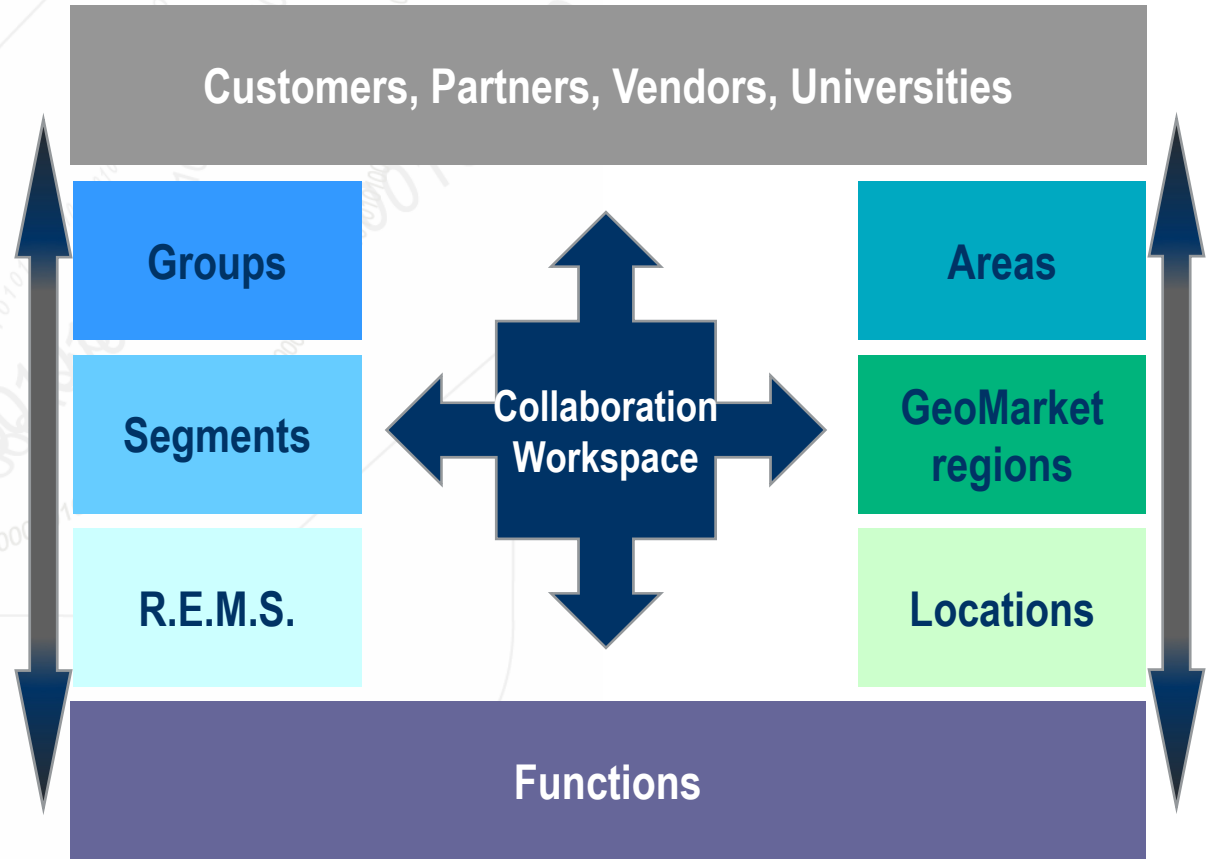 Customers, Partners, Vendors, Universities
Groups
Areas
Segments
Collaboration
Workspace
GeoMarket
regions
R.E.M.S.
Locations
Functions